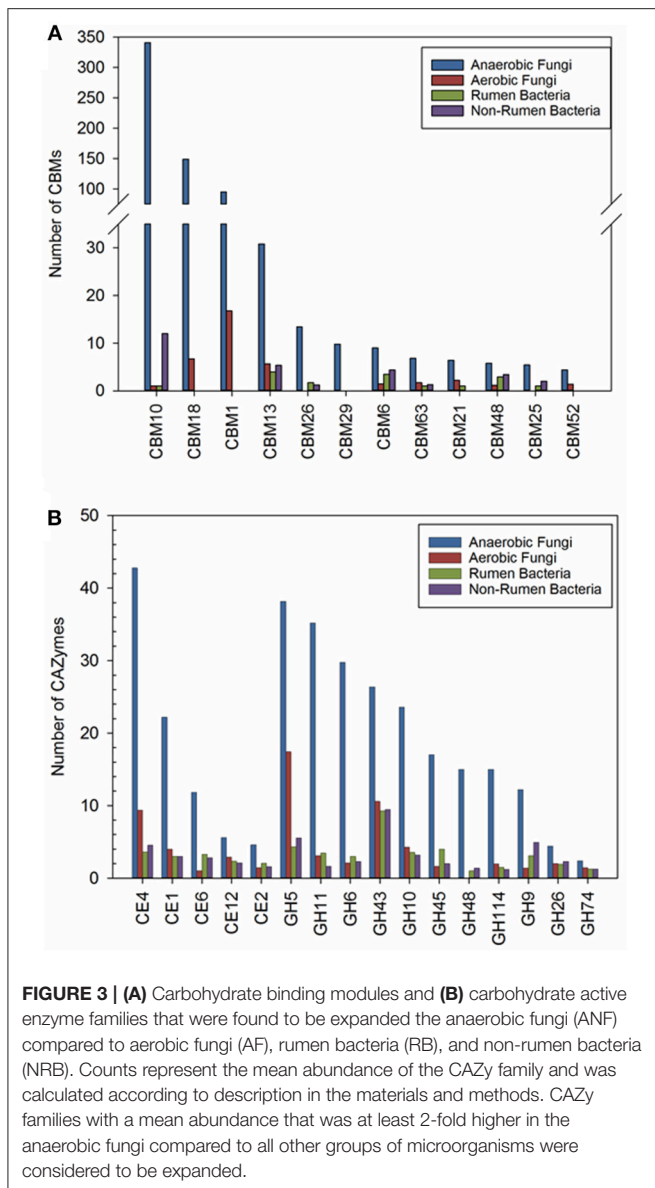 A
350
300
250
200
150
100
30
20
10
0
Number of CBMs
Anaerobic Fungi
Aerobic Fungi
Rumen Bacteria
Non-Rumen Bacteria
CBM10
CBM18
CBM1
CBM13
CBM26
CBM29
CBM6
CBM63
CBM21
CBM48
CBM25
CBM52
B
50
40
30
20
10
0
Number of CAZymes
Anaerobic Fungi
Aerobic Fungi
Rumen Bacteria
Non-Rumen Bacteria
CE4
CE1
CE6
CE12
CE2
GH5
GH11
GH6
GH43
GH10
GH45
GH48
GH114
GH9
GH26
GH74
FIGURE 3 | (A) Carbohydrate binding modules and (B) carbohydrate active
enzyme families that were found to be expanded the anaerobic fungi (ANF)
compared to aerobic fungi (AF), rumen bacteria (RB), and non-rumen bacteria
(NRB). Counts represent the mean abundance of the CAZy family and was
calculated according to description in the materials and methods. CAZy
families with a mean abundance that was at least 2-fold higher in the
anaerobic fungi compared to all other groups of microorganisms were
considered to be expanded.